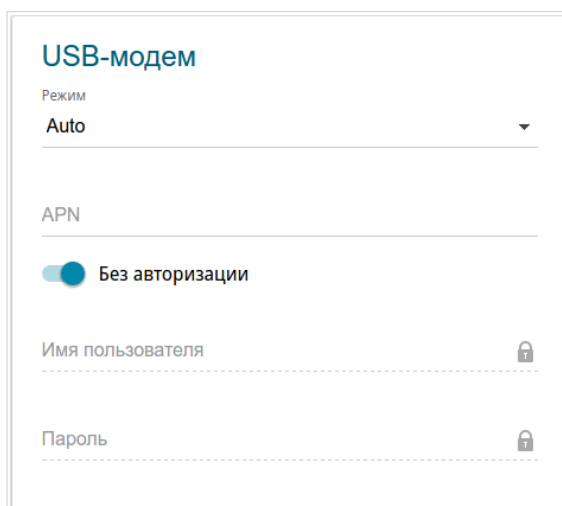 USB-модем
Режим
Auto
APN
Без авторизации
Имя пользователя
Пароль